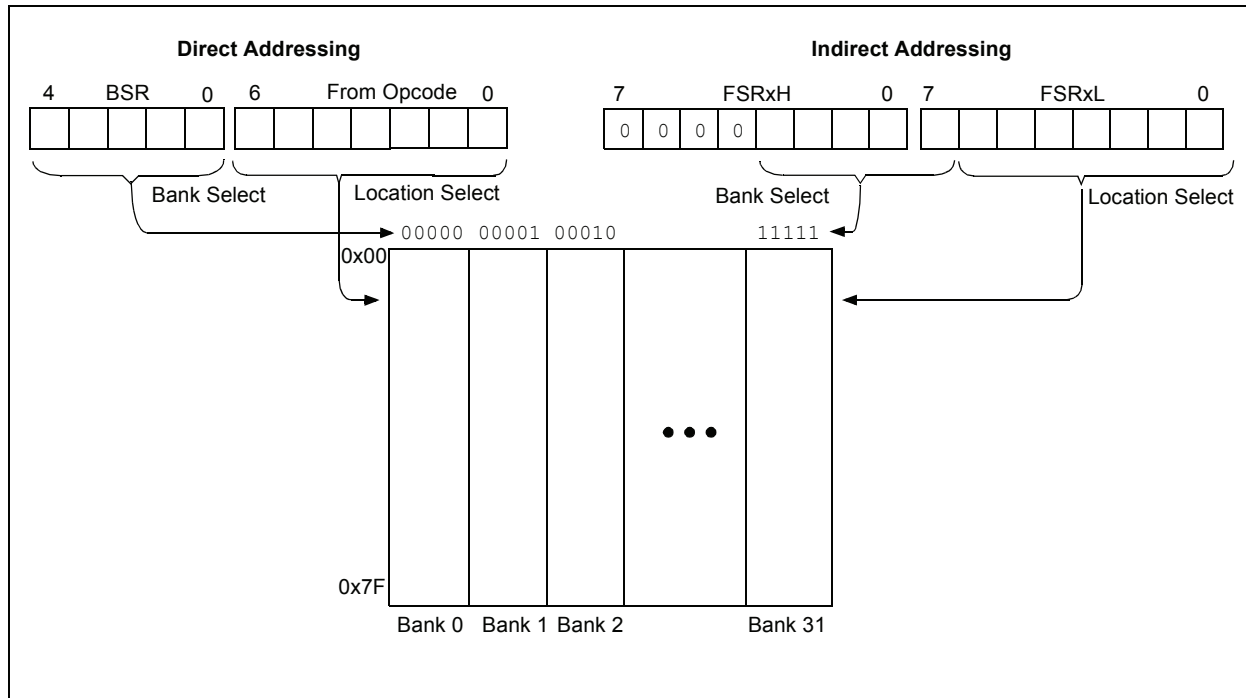 Direct Addressing
Indirect Addressing
4 BSR 0 6 From Opcode 0
7 FSRxH 0 7 FSRxL 0
0 0 0 0
Bank Select
Location Select
Bank Select
Location Select
00000 00001 00010 11111
0x00
0x7F
Bank 0 Bank 1 Bank 2 Bank 31